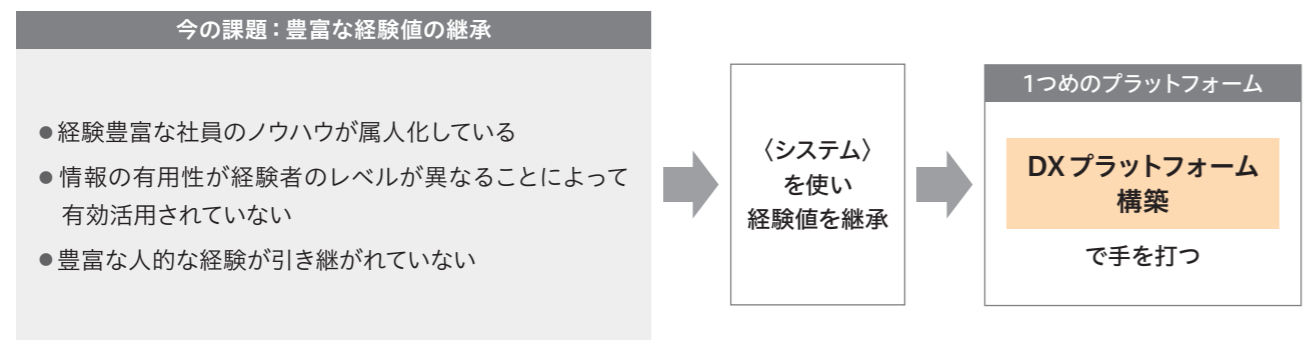 今の課題：豊富な経験値の継承
●経験豊富な社員のノウハウが属人化している
●情報の有用性が経験者のレベルが異なることによって
有効活用されていない
●豊富な人的な経験が引き継がれていない
〈システム〉
を使い
経験値を継承
1つめのプラットフォーム
DXプラットフォーム
構築
で手を打つ